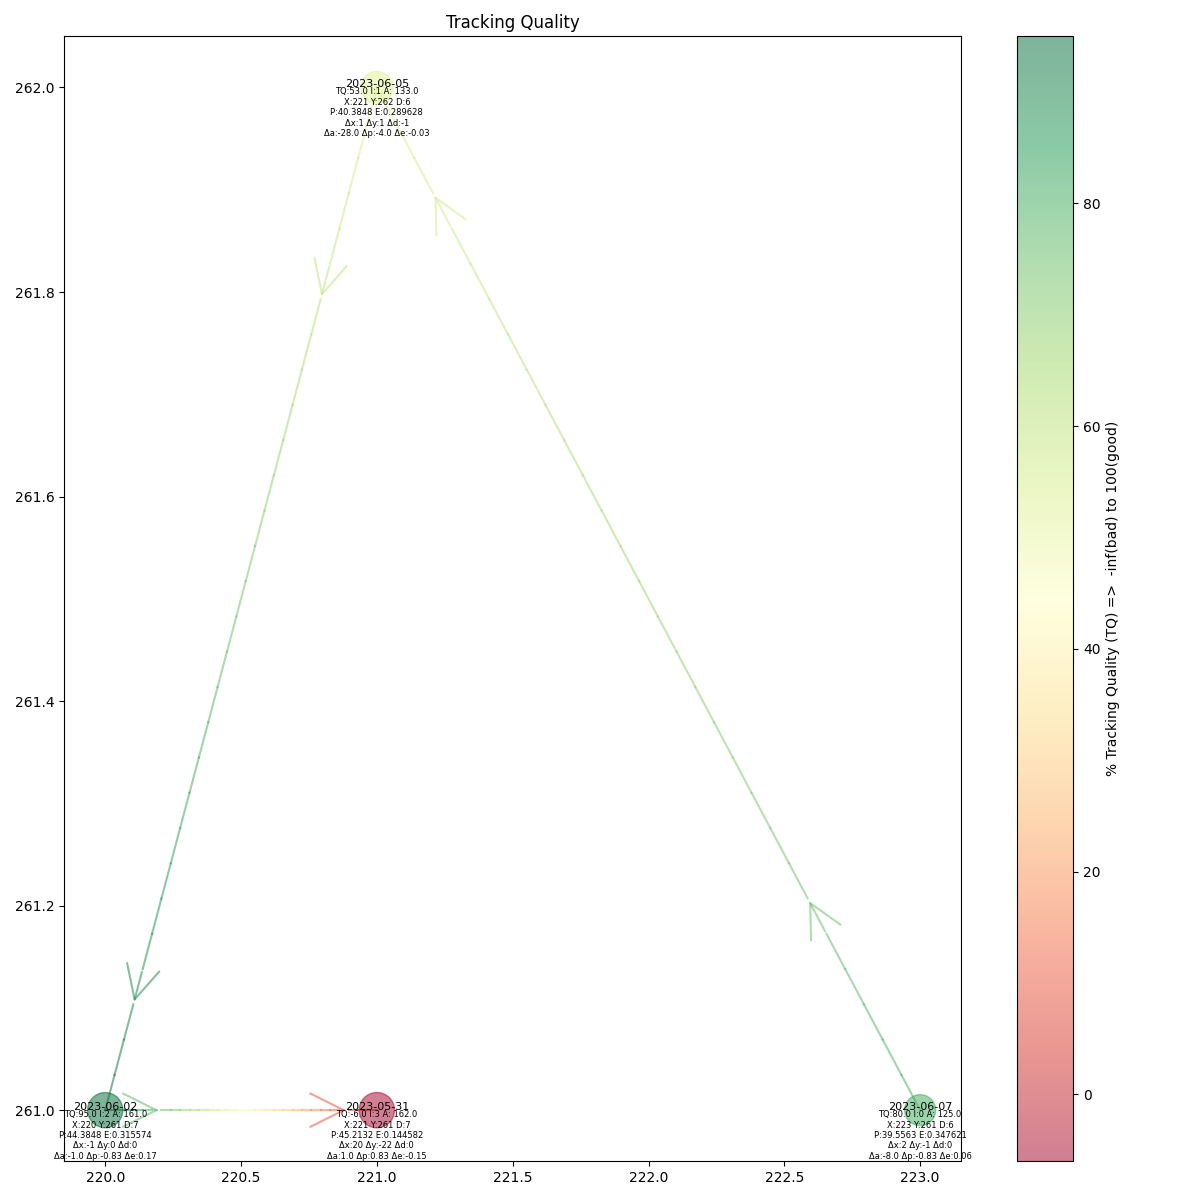 Tracking Quality
262.0
261.8
261.6
261.4
261.2
261.0
220.0
220.5
221.0
221.5
222.0
222.5
223.0
2023-06-05
TQ:53.0 I:1 A: 133.0
X:221 Y:262 D:6
P:40.3848 E:0.289628
Δx:1 Δy:1 Δd:-1
Δa:-28.0 Δp:-4.0 Δe:-0.03
2023-06-02
TQ:95.0 I:2 A: 161.0
X:220 Y:261 D:7
P:44.3848 E:0.315574
Δx:-1 Δy:0 Δd:0
Δa:-1.0 Δp:-0.83 Δe:0.17
2023-05-31
TQ:-6.0 I:3 A: 162.0
X:221 Y:261 D:7
P:45.2132 E:0.144582
Δx:20 Δy:-22 Δd:0
Δa:1.0 Δp:0.83 Δe:-0.15
2023-06-07
TQ:80.0 I:0 A: 125.0
X:223 Y:261 D:6
P:39.5563 E:0.347621
Δx:2 Δy:-1 Δd:0
Δa:-8.0 Δp:-0.83 Δe:0.06
80
60
40
20
0
% Tracking Quality (TQ) =>  -inf(bad) to 100(good)